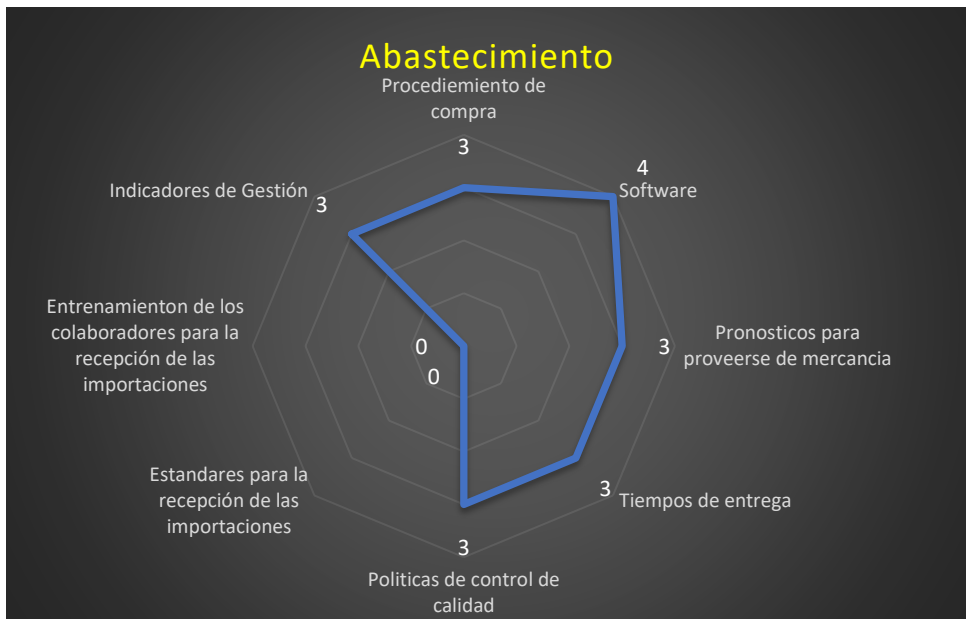 Abastecimiento
Procediemiento de
compra
3
4
Software
Indicadores de Gestión
3
Entrenamienton de los
colaboradores para la
recepción de las
importaciones
0
0
Pronosticos para
proveerse de mercancia
3
Estandares para la
recepción de las
importaciones
3
Tiempos de entrega
3
Politicas de control de
calidad